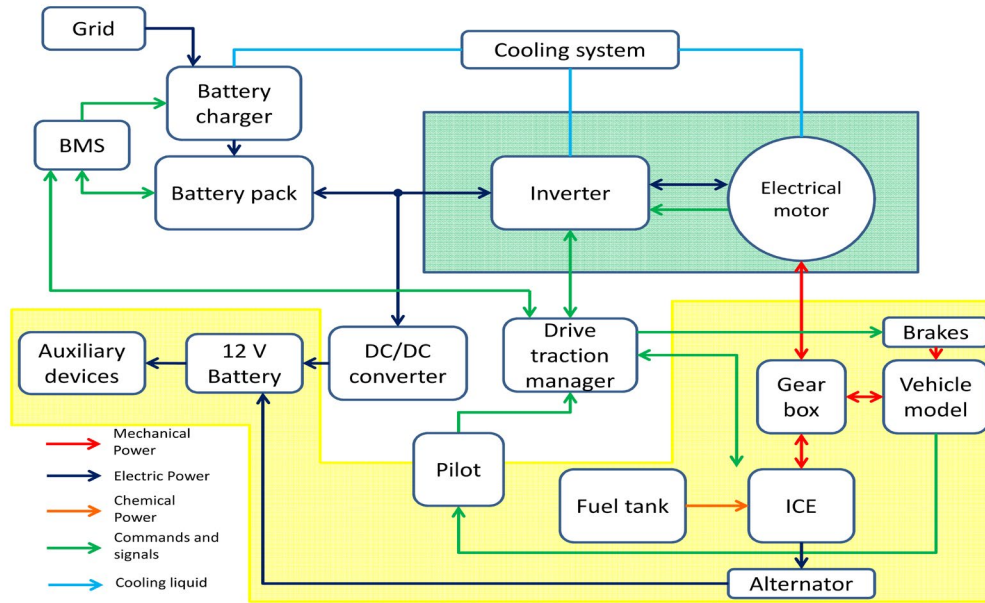 Grid
Cooling system
Battery
charger
BMS
Battery pack
Inverter
Electrical
motor
Auxiliary
devices
12 V
Battery
DC/DC
converter
Drive
traction
manager
Brakes
Gear
box
Vehicle
model
Pilot
Fuel tank
ICE
Alternator
Mechanical
Power
Electric Power
Chemical
Power
Commands and
signals
Cooling liquid